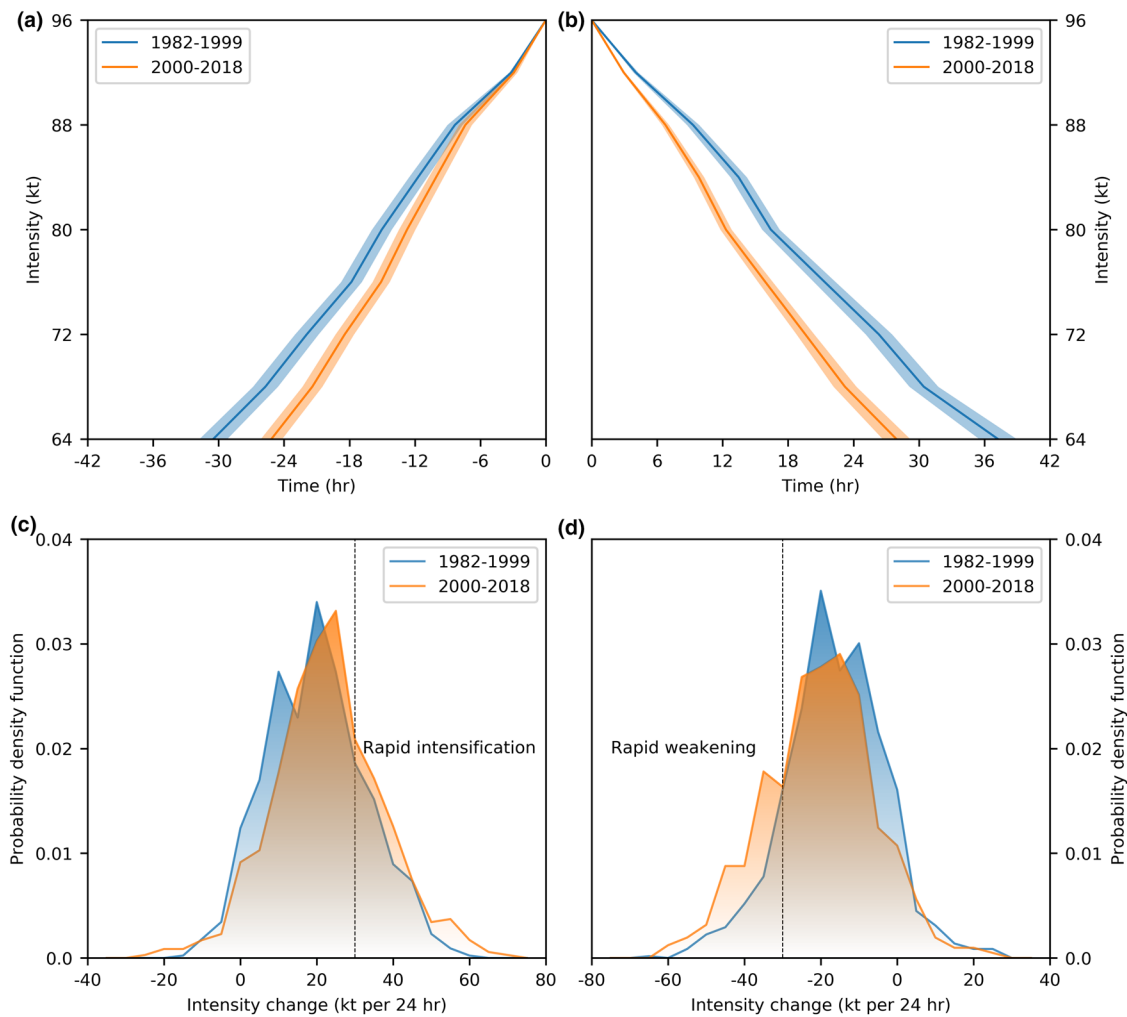 (a)
96
88
80
72
64
Intensity (kt)
1982-1999
2000-2018
-42 -36 -30 -24 -18 -12 -6 0
Time (hr)
(b)
1982-1999
2000-2018
96
88
80
72
64
Intensity (kt)
0 6 12 18 24 30 36 42
Time (hr)
(c)
0.04
0.03
0.02
0.01
0.0
Probability density function
1982-1999
2000-2018
Rapid intensification
-40 -20 0 20 40 60 80
Intensity change (kt per 24 hr)
(d)
1982-1999
2000-2018
Rapid weakening
0.04
0.03
0.02
0.01
0.0
Probability density function
-80 -60 -40 -20 0 20 40
Intensity change (kt per 24 hr)